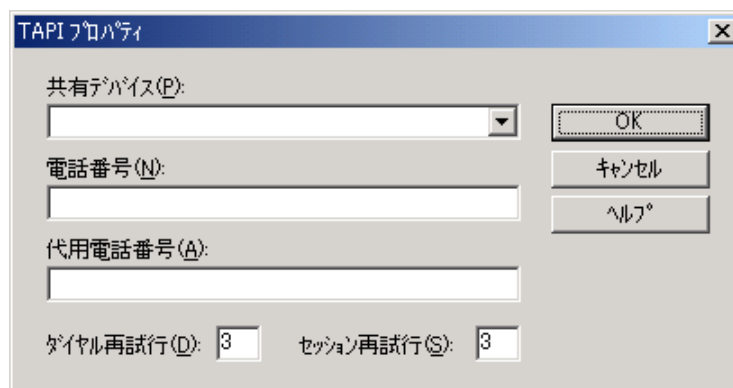 TAPI ﾌﾟﾛﾊﾟﾃｨ
共有ﾃﾞﾊﾞｲｽ(P):
OK
電話番号(N):
ｷｬﾝｾﾙ
ﾍﾙﾌﾟ
代用電話番号(A):
ﾀﾞｲﾔﾙ再試行(D): 3 ｾｯｼｮﾝ再試行(S): 3